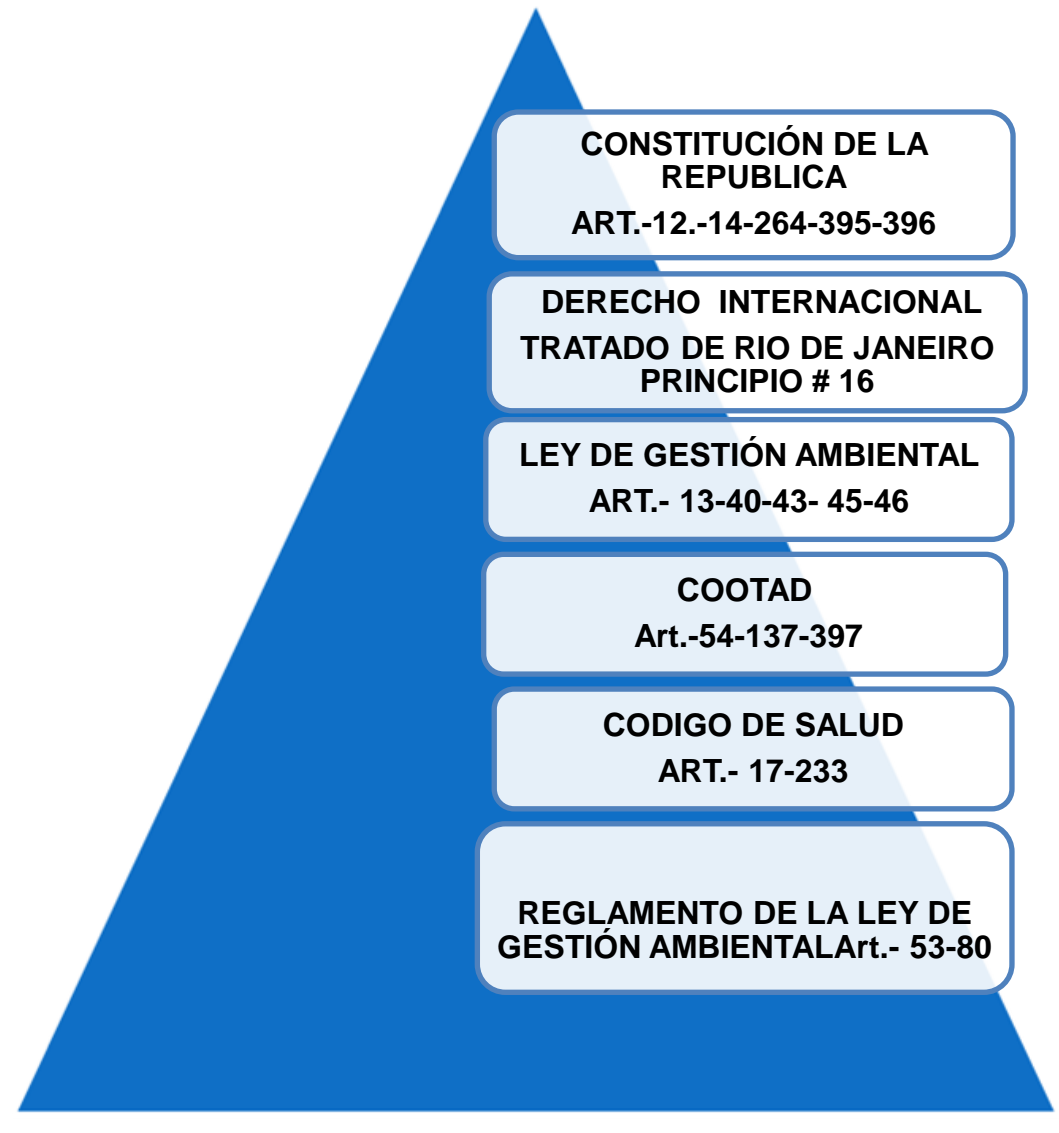 CONSTITUCIÓN DE LA
REPUBLICA
ART.-12.-14-264-395-396
DERECHO INTERNACIONAL
TRATADO DE RIO DE JANEIRO
PRINCIPIO # 16
LEY DE GESTIÓN AMBIENTAL
ART.- 13-40-43- 45-46
COOTAD
Art.-54-137-397
CODIGO DE SALUD
ART.- 17-233
REGLAMENTO DE LA LEY DE
GESTIÓN AMBIENTALArt.- 53-80